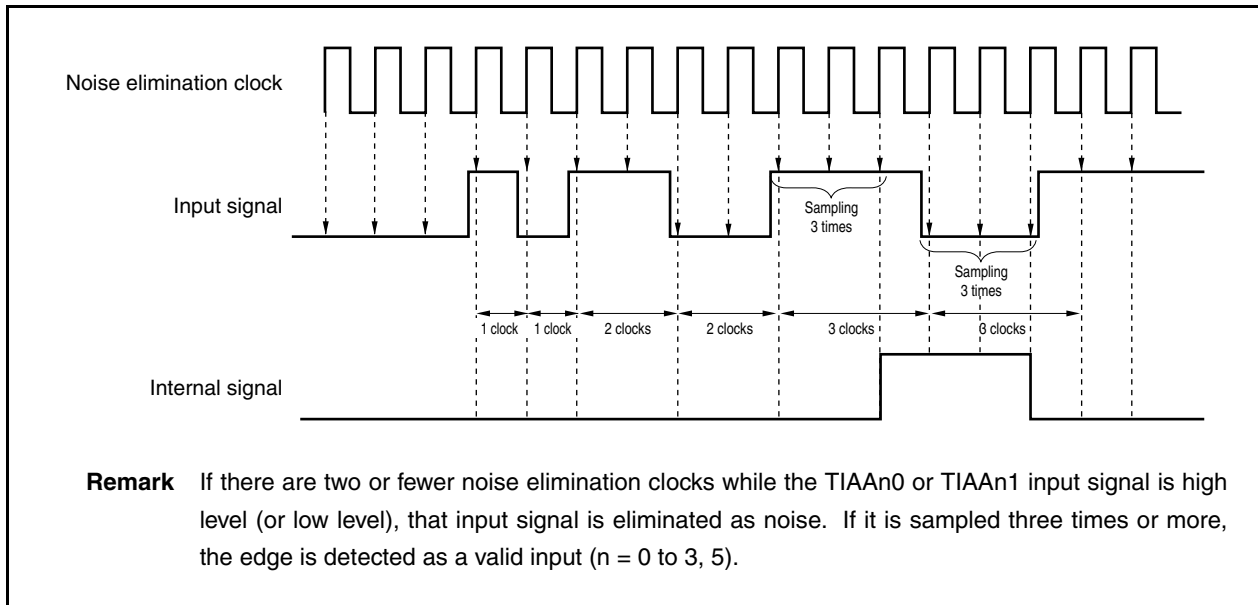 Noise elimination clock
Input signal
Sampling
3 times
Sampling
3 times
1 clock 1 clock 2 clocks 2 clocks 3 clocks 3 clocks
Internal signal
Remark If there are two or fewer noise elimination clocks while the TIAAn0 or TIAAn1 input signal is high
level (or low level), that input signal is eliminated as noise. If it is sampled three times or more,
the edge is detected as a valid input (n = 0 to 3, 5).